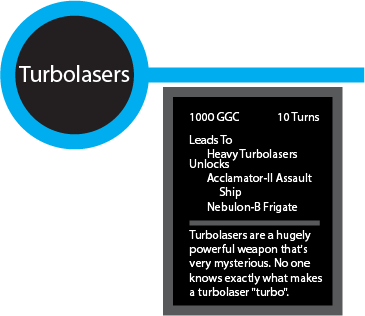 Turbolasers
1000 GGC 10 Turns
Leads To
Heavy Turbolasers
Unlocks
Acclamator-II Assault
Ship
Nebulon-B Frigate
Turbolasers are a hugely
powerful weapon that's
very mysterious. No one
knows exactly what makes
a turbolaser "turbo".